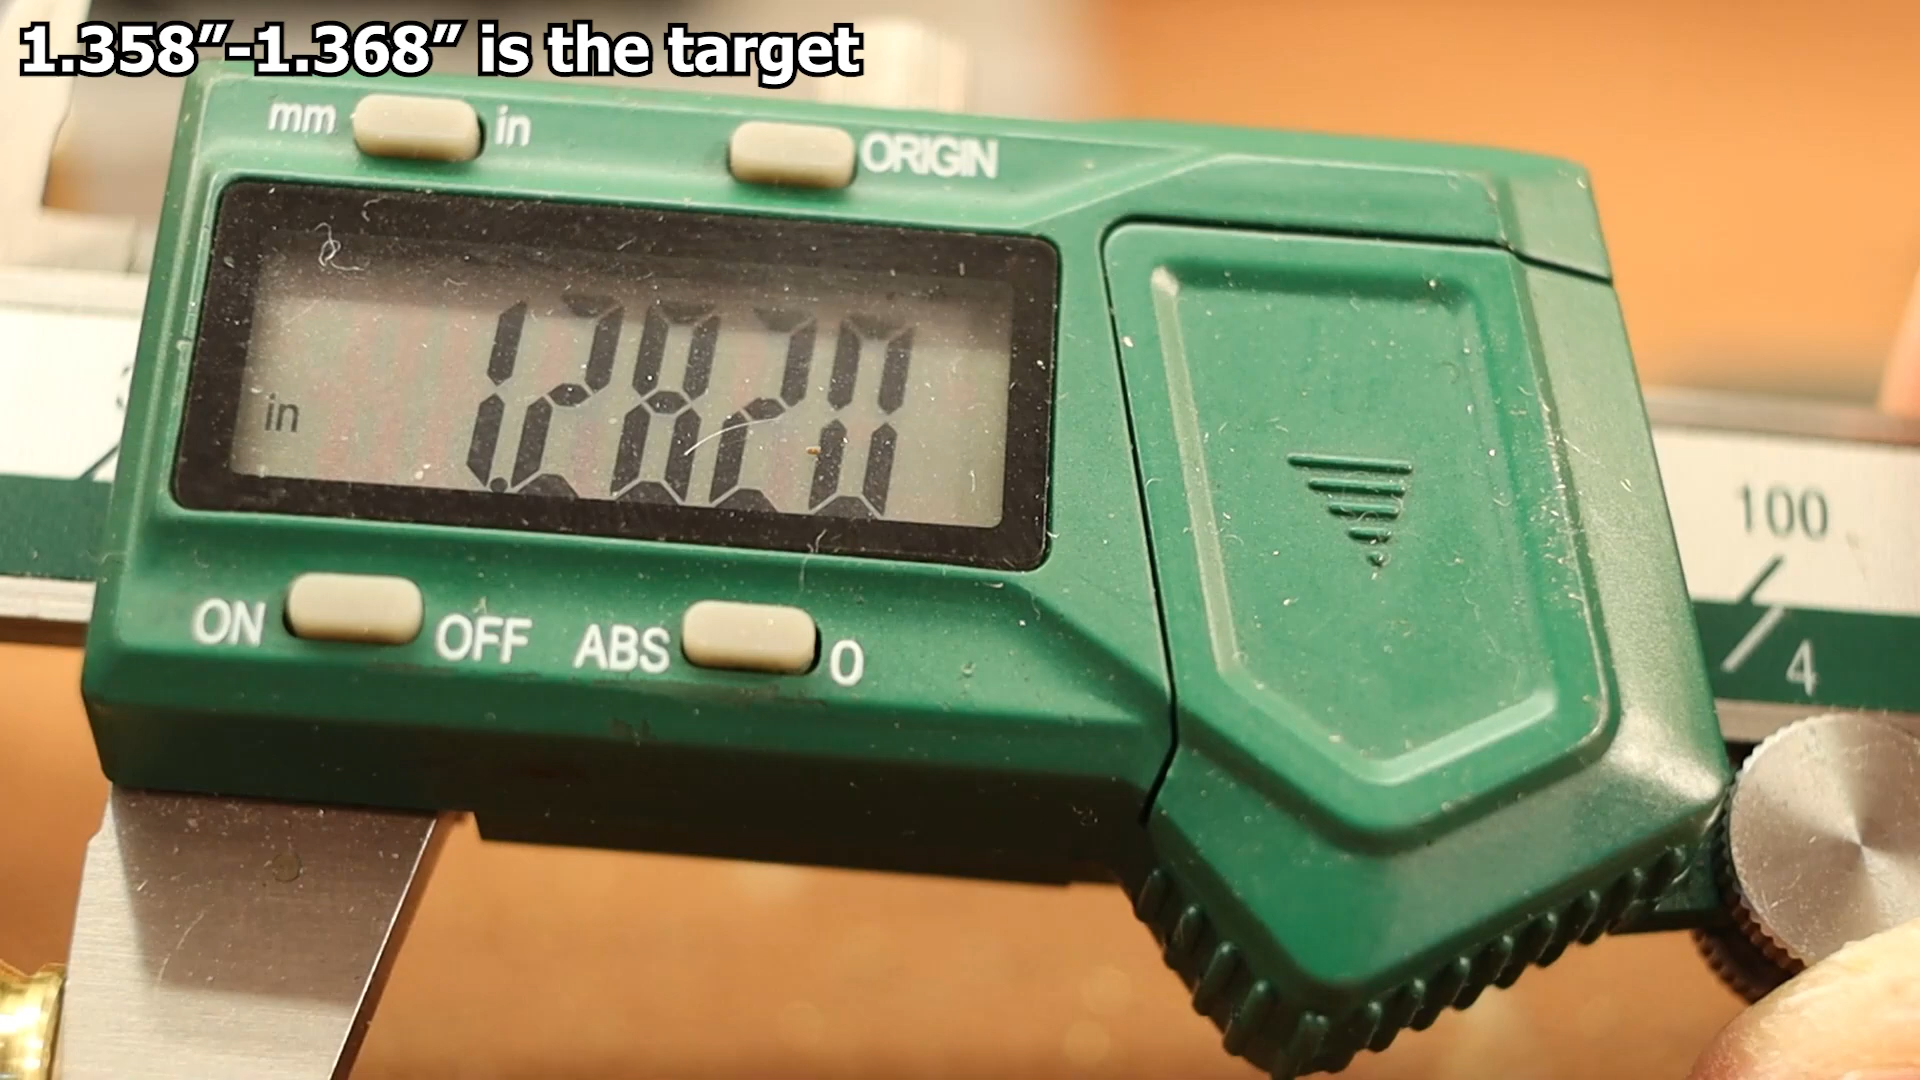 1.358”-1.368” is the target
mm in ORIGIN
in 1.2820
ON OFF ABS 0
100
4